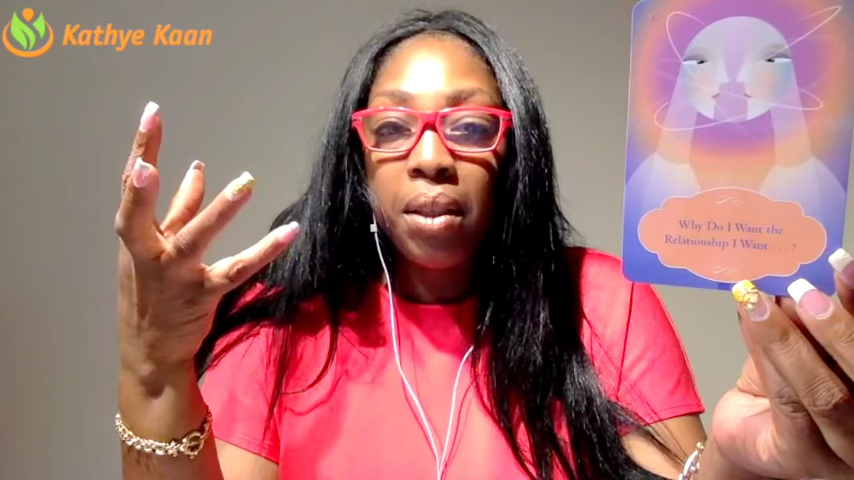 Kathye Kaan
Why Do I Want the
Relationship I Want . . . ?